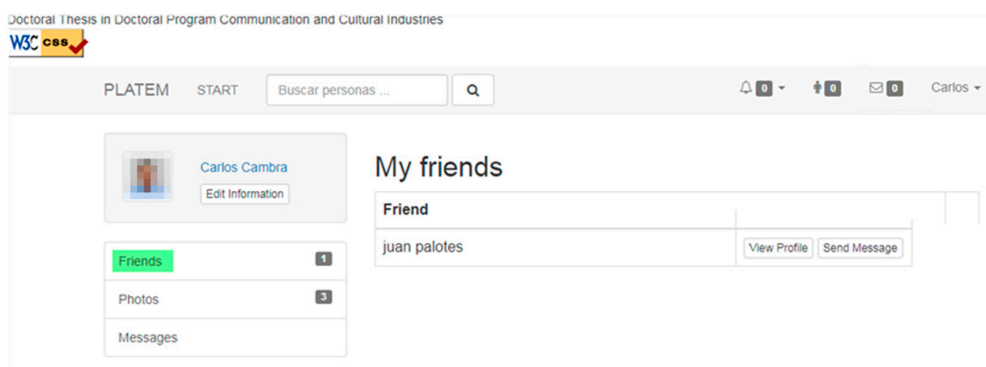 Doctoral Thesis in Doctoral Program Communication and Cultural Industries
W3C css
PLATEM START Buscar personas ... 0 0 0 Carlos
Carlos Cambra
Edit Information
My friends
Friend
juan palotes View Profile Send Message
Friends 1
Photos 3
Messages